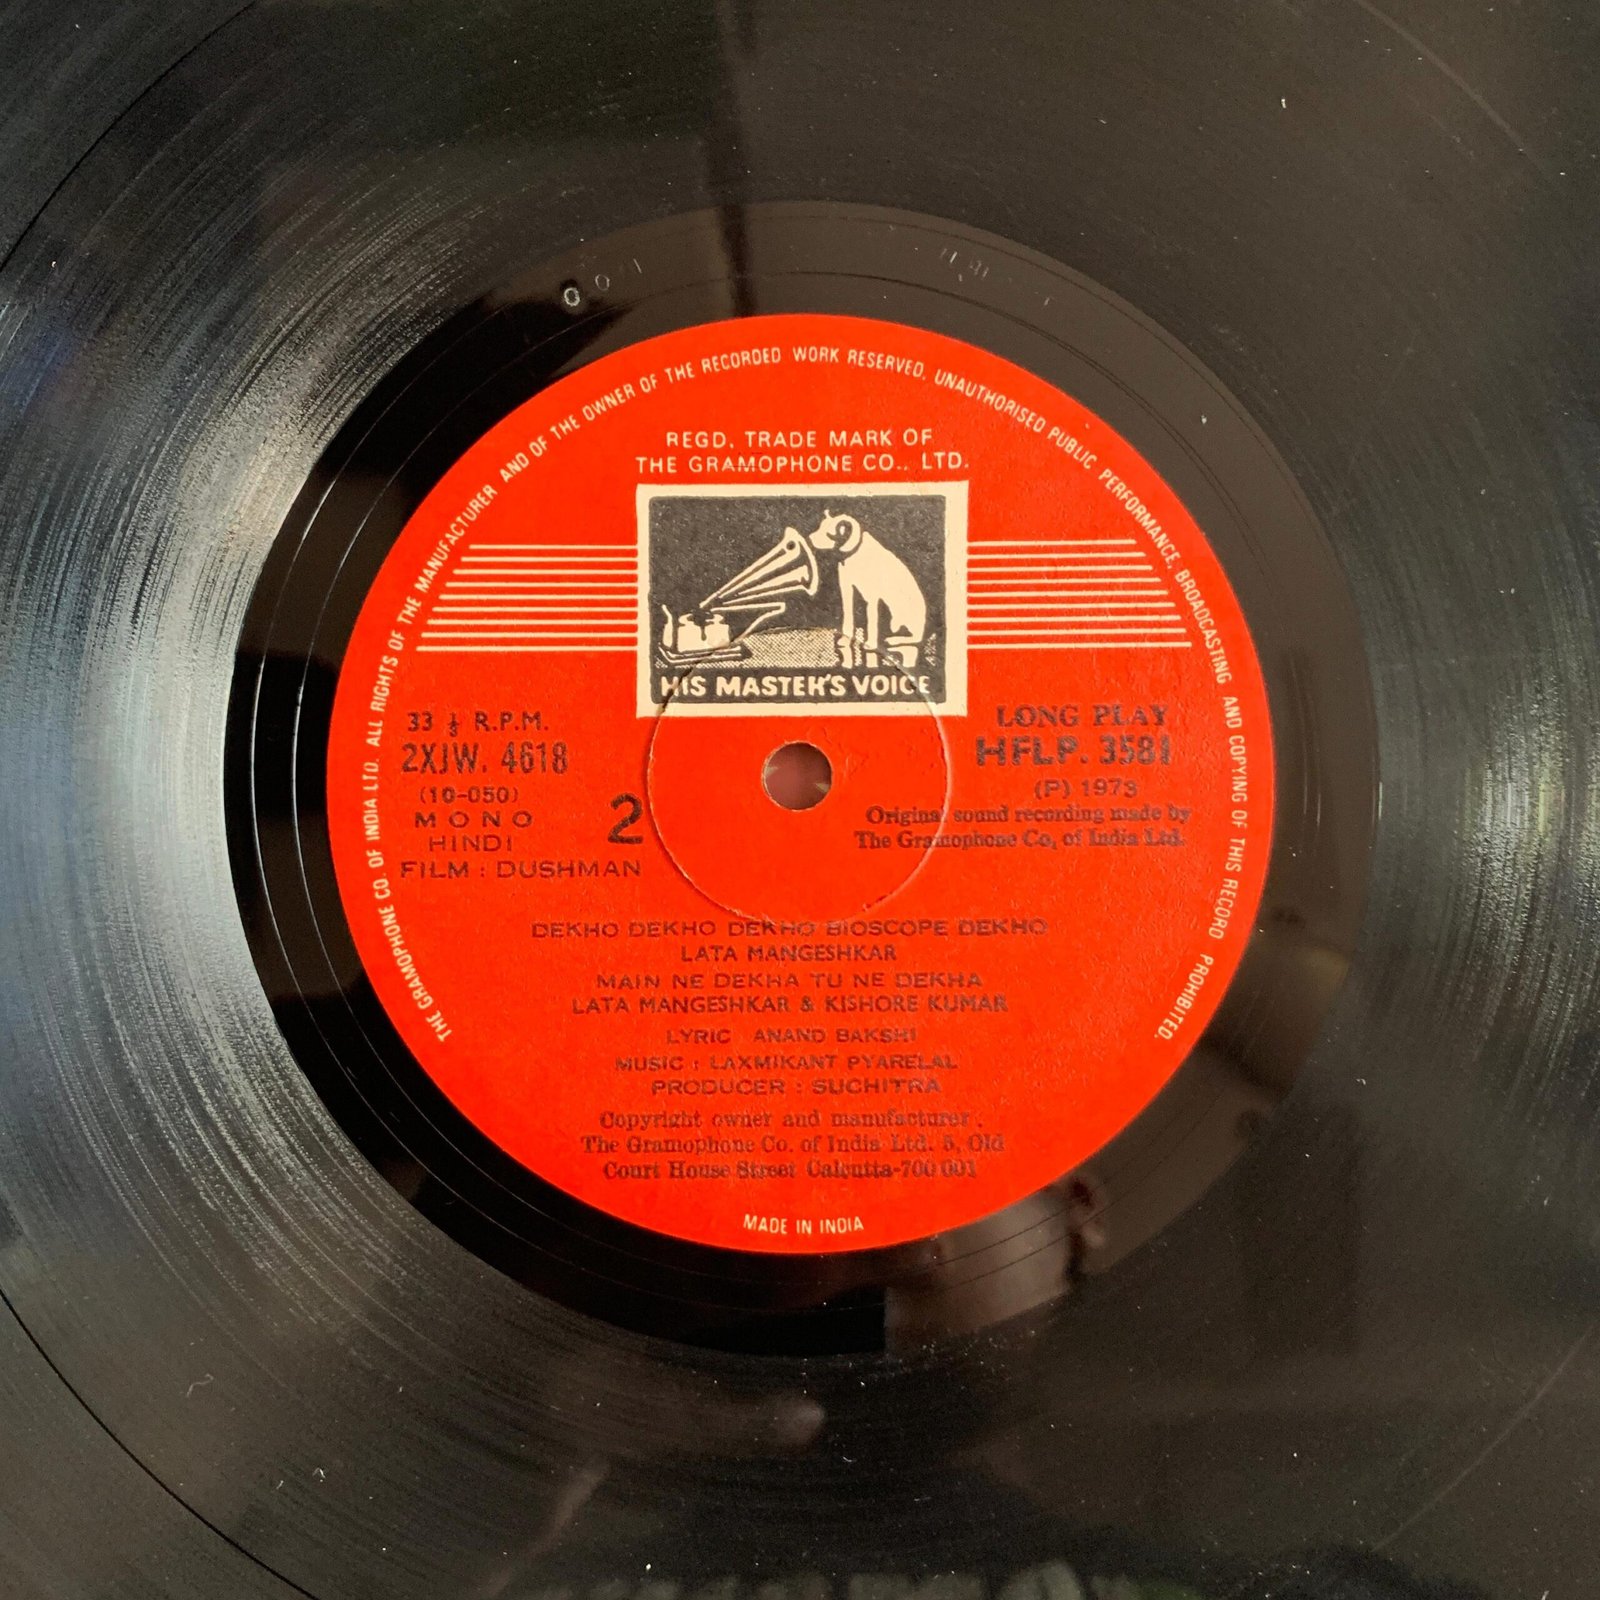 THE GRAMOPHONE CO. OF INDIA LTD. ALL RIGHTS OF THE MANUFACTURER AND OF THE OWNER OF THE RECORDED WORK RESERVED, UNAUTHORISED PUBLIC PERFORMANCE, BROADCASTING AND COPYING OF THIS RECORD PROHIBITED.
REGD. TRADE MARK OF
THE GRAMOPHONE CO., LTD.
HIS MASTER'S VOICE
33 ⅓ R.P.M.
2XJW. 4618
(10-050)
MONO
HINDI
FILM : DUSHMAN
2
LONG PLAY
HFLP. 3581
(P) 1973
Original sound recording made by
The Gramophone Co, of India Ltd.
DEKHO DEKHO DEKHO BIOSCOPE DEKHO
LATA MANGESHKAR
MAIN NE DEKHA TU NE DEKHA
LATA MANGESHKAR & KISHORE KUMAR
LYRIC ANAND BAKSHI
MUSIC : LAXMIKANT PYARELAL
PRODUCER : SUCHITRA
Copyright owner and manufacturer.
The Gramophone Co. of India Ltd. 5, Old
Court House Street Calcutta-700 001
MADE IN INDIA